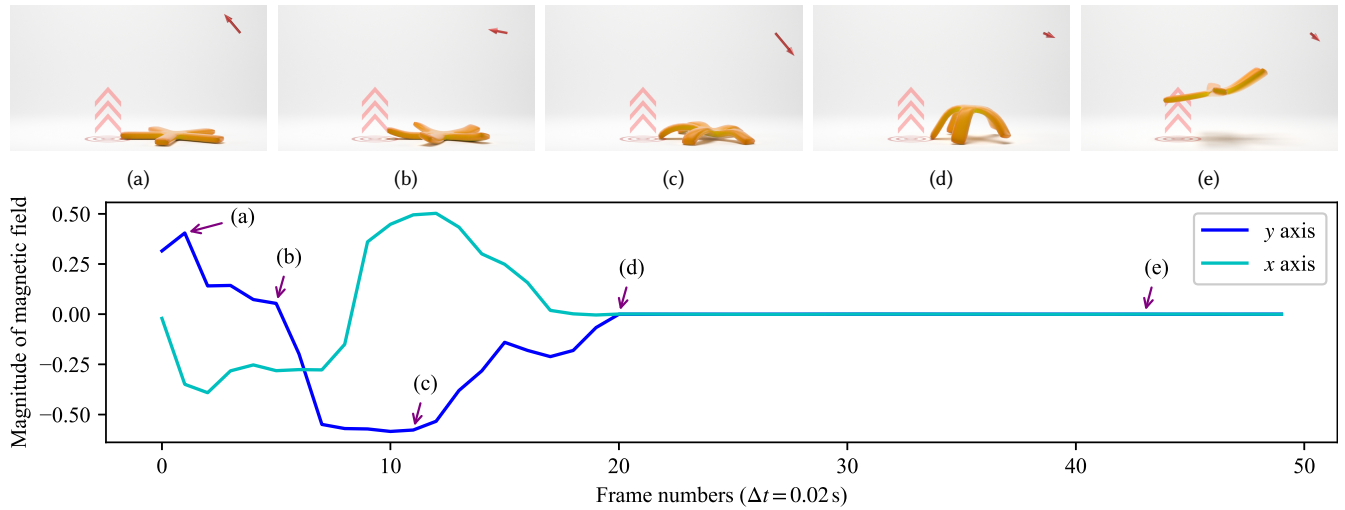 (a) (b) (c) (d) (e)
Magnitude of magnetic field
0.50
0.25
0.00
−0.25
−0.50
(a)
(b)
(c)
(d)
(e)
y axis
x axis
0 10 20 30 40 50
Frame numbers (Δt=0.02s)